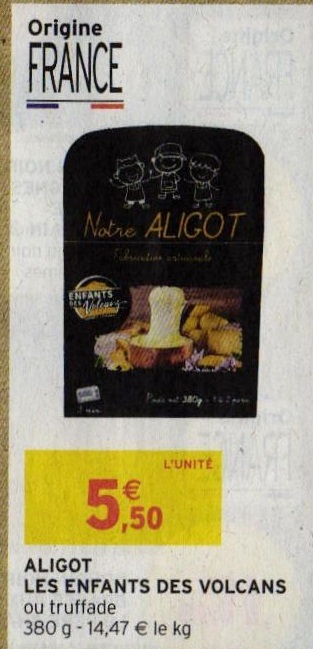 Origine
FRANCE
Notre ALIGOT
Fabrication artisanale
ENFANTS
DES Volcans
Poids net 380g
L'UNITÉ
5€,50
ALIGOT
LES ENFANTS DES VOLCANS
ou truffade
380 g - 14,47 € le kg